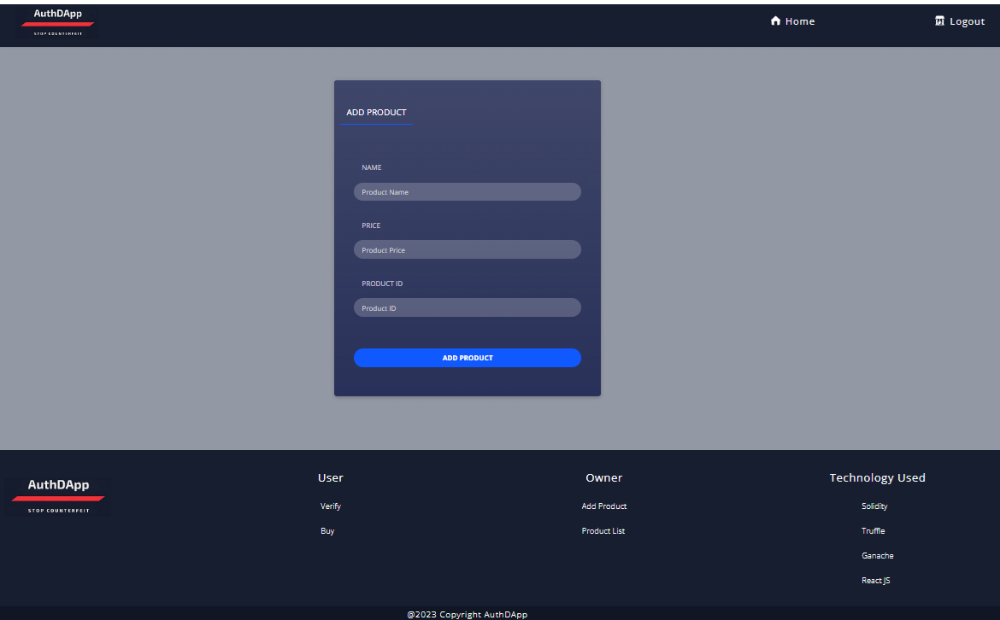 AuthDApp
STOP COUNTERFEIT
Home
Logout
ADD PRODUCT
NAME
Product Name
PRICE
Product Price
PRODUCT ID
Product ID
ADD PRODUCT
AuthDApp
STOP COUNTERFEIT
User
Verify
Buy
Owner
Add Product
Product List
Technology Used
Solidity
Truffle
Ganache
React JS
@2023 Copyright AuthDApp